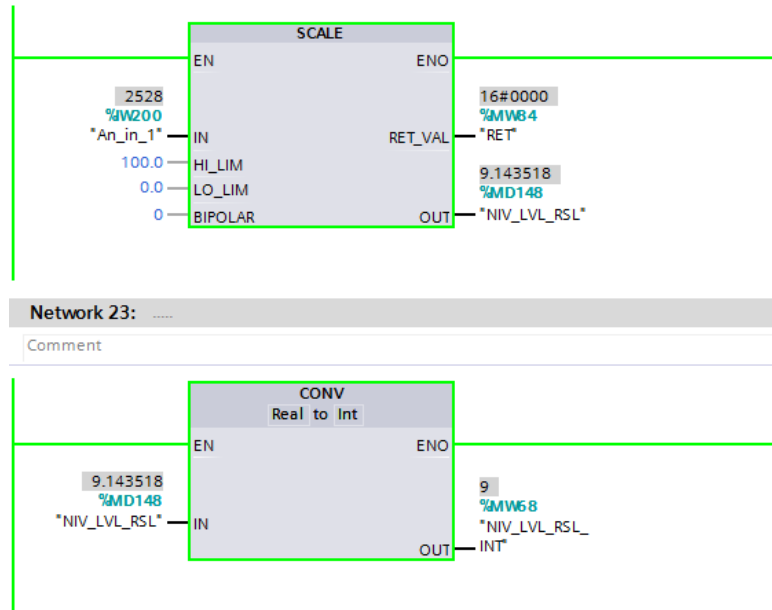 SCALE
EN ENO
2528
%IW200
"An_in_1" IN
100.0 HI_LIM
0.0 LO_LIM
0 BIPOLAR
16#0000
%MW84
RET_VAL "RET"
9.143518
%MD148
OUT "NIV_LVL_RSL"
Network 23: .....
Comment
CONV
Real to Int
EN ENO
9.143518
%MD148
"NIV_LVL_RSL" IN
9
%MW68
"NIV_LVL_RSL_
OUT INT"